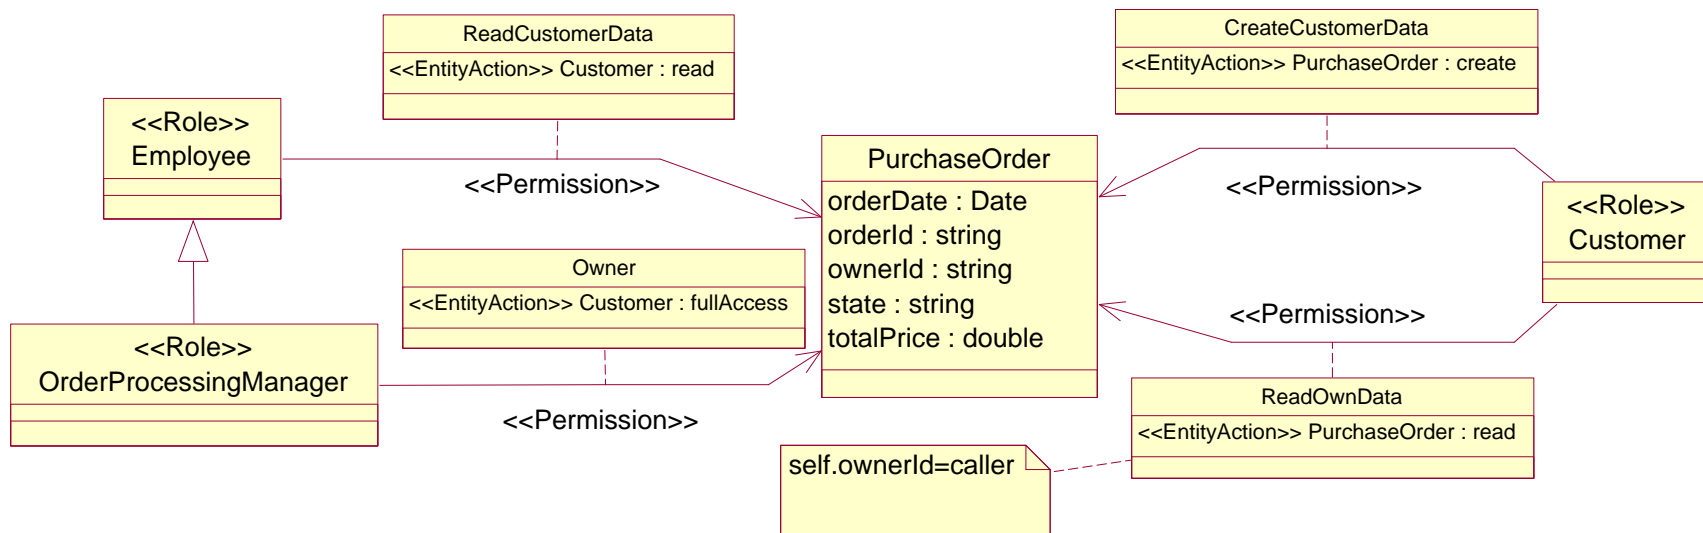 ReadCustomerData
<<EntityAction>> Customer : read
CreateCustomerData
<<EntityAction>> PurchaseOrder : create
<<Role>>
Employee
<<Permission>>
PurchaseOrder
orderDate : Date
orderId : string
ownerId : string
state : string
totalPrice : double
<<Permission>>
<<Role>>
Customer
Owner
<<EntityAction>> Customer : fullAccess
<<Permission>>
<<Role>>
OrderProcessingManager
<<Permission>>
ReadOwnData
<<EntityAction>> PurchaseOrder : read
self.ownerId=caller